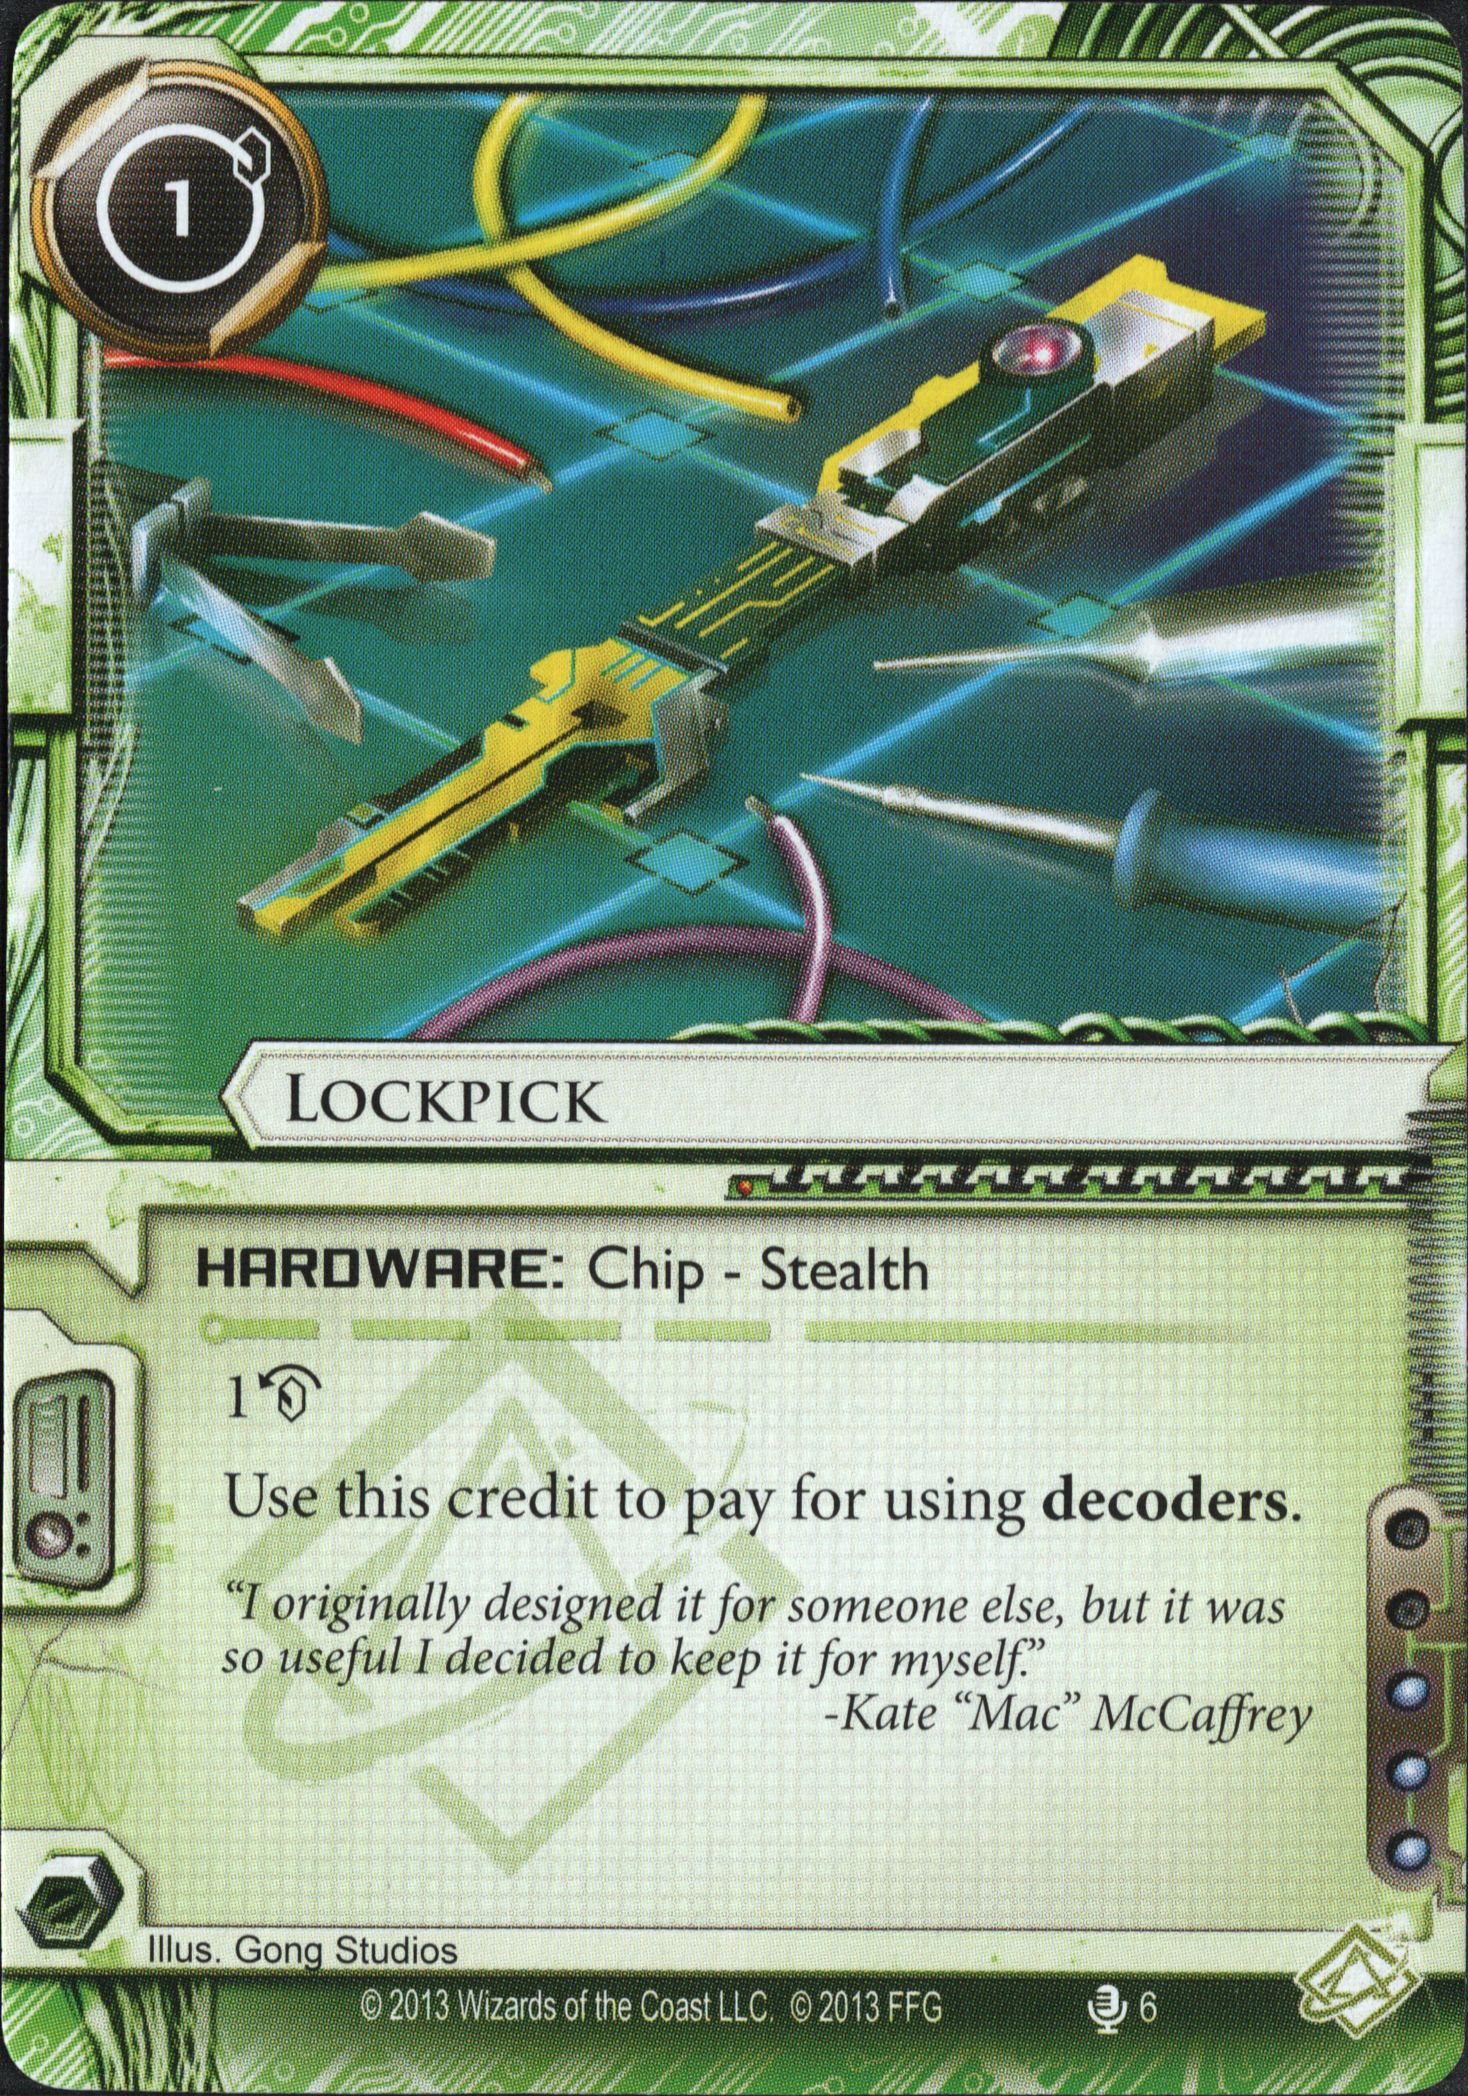 1
LOCKPICK
HARDWARE: Chip - Stealth
1
Use this credit to pay for using decoders.
“I originally designed it for someone else, but it was
so useful I decided to keep it for myself.”
-Kate “Mac” McCaffrey
Illus. Gong Studios
© 2013 Wizards of the Coast LLC. © 2013 FFG
6